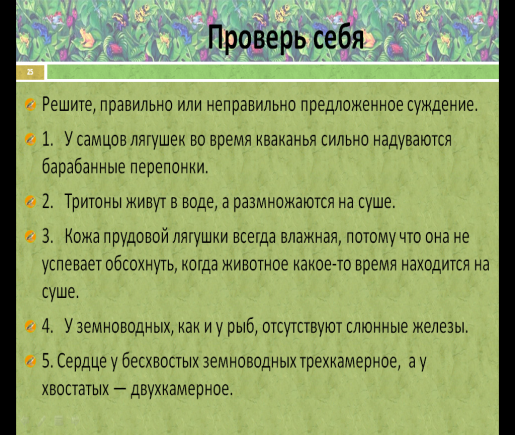 Проверь себя
25
Решите, правильно или неправильно предложенное суждение.
1. У самцов лягушек во время кваканья сильно надуваются
барабанные перепонки.
2. Тритоны живут в воде, а размножаются на суше.
3. Кожа прудовой лягушки всегда влажная, потому что она не
успевает обсохнуть, когда животное какое-то время находится на
суше.
4. У земноводных, как и у рыб, отсутствуют слюнные железы.
5. Сердце у бесхвостых земноводных трехкамерное, а у
хвостатых — двухкамерное.